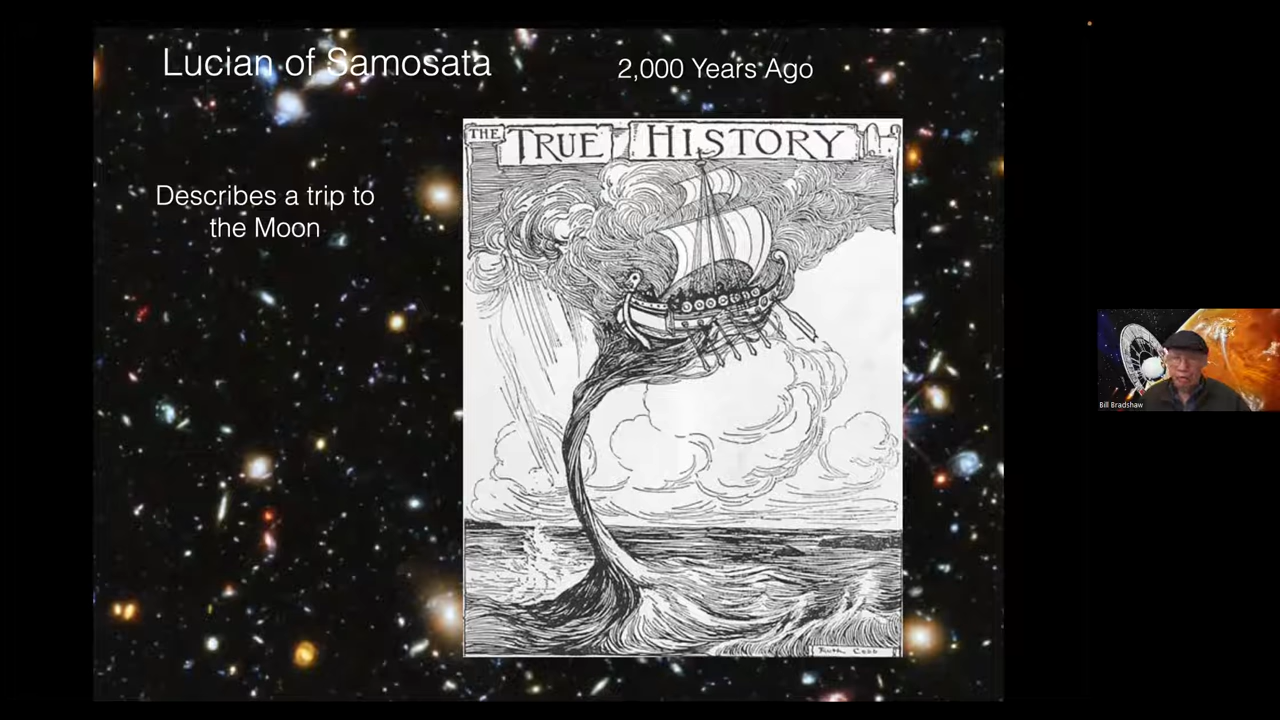 Lucian of Samosata
2,000 Years Ago
Describes a trip to
the Moon
THE TRUE HISTORY
Bill Bradshaw